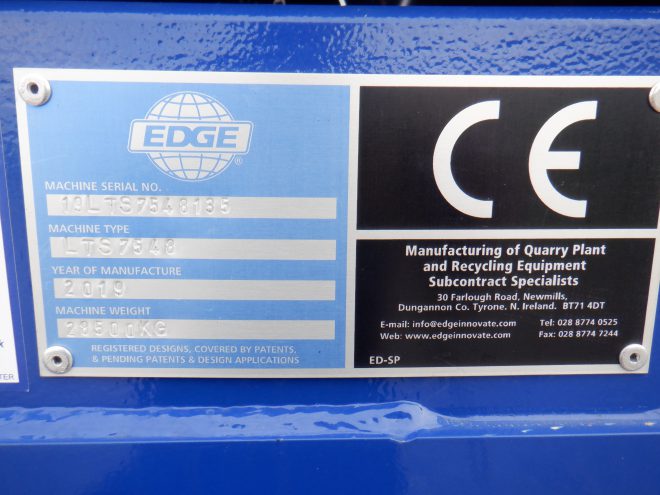 EDGE
®
MACHINE SERIAL NO.
19LTS7548135
MACHINE TYPE
LTS7548
YEAR OF MANUFACTURE
2019
MACHINE WEIGHT
23500KG
REGISTERED DESIGNS, COVERED BY PATENTS,
& PENDING PATENTS & DESIGN APPLICATIONS
CE
Manufacturing of Quarry Plant
and Recycling Equipment
Subcontract Specialists
30 Farlough Road, Newmills,
Dungannon Co. Tyrone. N. Ireland. BT71 4DT
E-mail: info@edgeinnovate.com Tel: 028 8774 0525
Web: www.edgeinnovate.com Fax: 028 8774 7244
ED-SP